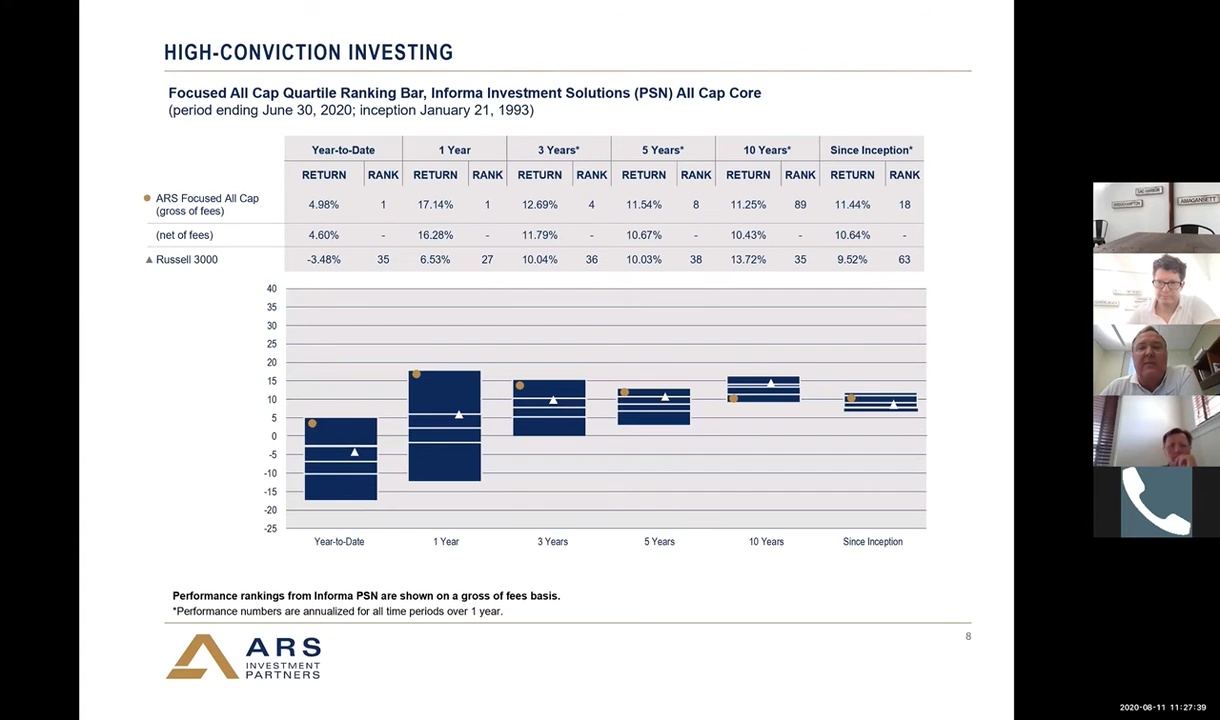 HIGH-CONVICTION INVESTING
Focused All Cap Quartile Ranking Bar, Informa Investment Solutions (PSN) All Cap Core
(period ending June 30, 2020; inception January 21, 1993)
Year-to-Date 1 Year 3 Years* 5 Years* 10 Years* Since Inception*
RETURN RANK RETURN RANK RETURN RANK RETURN RANK RETURN RANK RETURN RANK
ARS Focused All Cap
(gross of fees) 4.98% 1 17.14% 1 12.69% 4 11.54% 8 11.25% 89 11.44% 18
(net of fees) 4.60% - 16.28% - 11.79% - 10.67% - 10.43% - 10.64% -
Russell 3000 -3.48% 35 6.53% 27 10.04% 36 10.03% 38 13.72% 35 9.52% 63
40
35
30
25
20
15
10
5
0
-5
-10
-15
-20
-25
Year-to-Date 1 Year 3 Years 5 Years 10 Years Since Inception
Performance rankings from Informa PSN are shown on a gross of fees basis.
*Performance numbers are annualized for all time periods over 1 year.
8
ARS
INVESTMENT
PARTNERS
SAG HARBOR
AMAGANSETT
2020-08-11 11:27:39